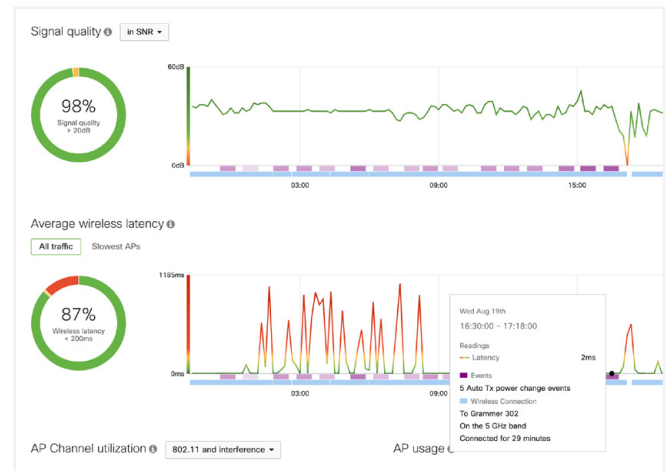 Signal quality
in SNR
60dB
98%
Signal quality
> 20dB
0dB
03:00 09:00 15:00
Average wireless latency
All traffic Slowest APs
1185ms
87%
Wireless latency
< 200ms
0ms
03:00 09:00
Wed Aug 19th
16:30:00 - 17:18:00
Readings
Latency 2ms
Events
5 Auto Tx power change events
Wireless Connection
To Grammer 302
On the 5 GHz band
Connected for 29 minutes
AP Channel utilization
802.11 and interference
AP usage